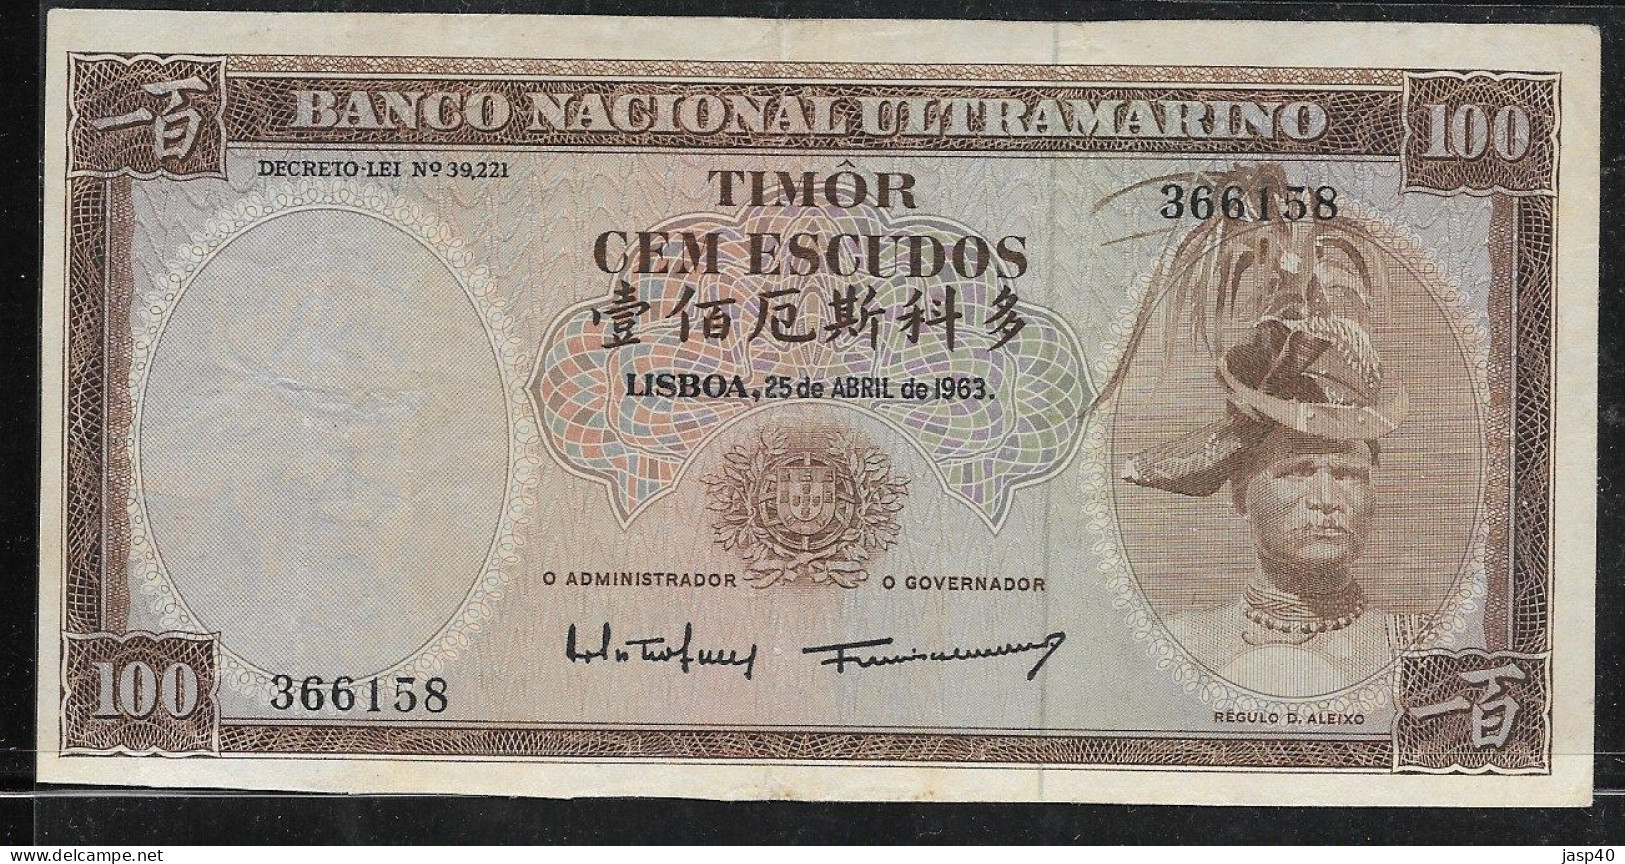 一百
BANCO NACIONAL ULTRAMARINO
100
DECRETO-LEI Nº 39,221
TIMÔR
366158
CEM ESCUDOS
壹佰厄斯科多
LISBOA, 25 de ABRIL de 1963.
O ADMINISTRADOR
O GOVERNADOR
100
366158
RÉGULO D. ALEIXO
一百
delcampe.net
jasp40